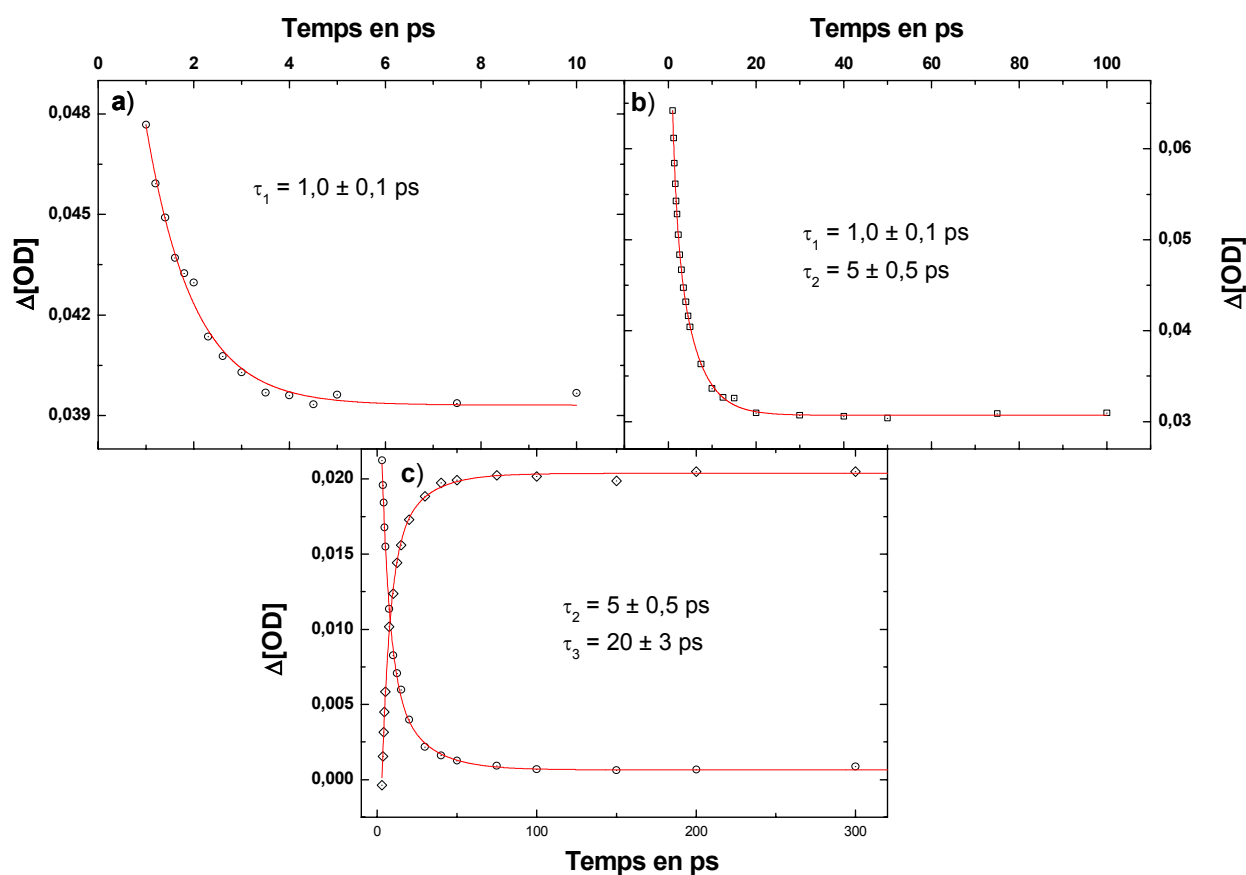 Temps en ps
Temps en ps
0 2 4 6 8 10
0 20 40 60 80 100
a)
b)
0,048
0,045
0,042
0,039
Δ[OD]
τ1 = 1,0 ± 0,1 ps
τ1 = 1,0 ± 0,1 ps
τ2 = 5 ± 0,5 ps
0,06
0,05
0,04
0,03
Δ[OD]
c)
0,020
0,015
0,010
0,005
0,000
Δ[OD]
τ2 = 5 ± 0,5 ps
τ3 = 20 ± 3 ps
0 100 200 300
Temps en ps